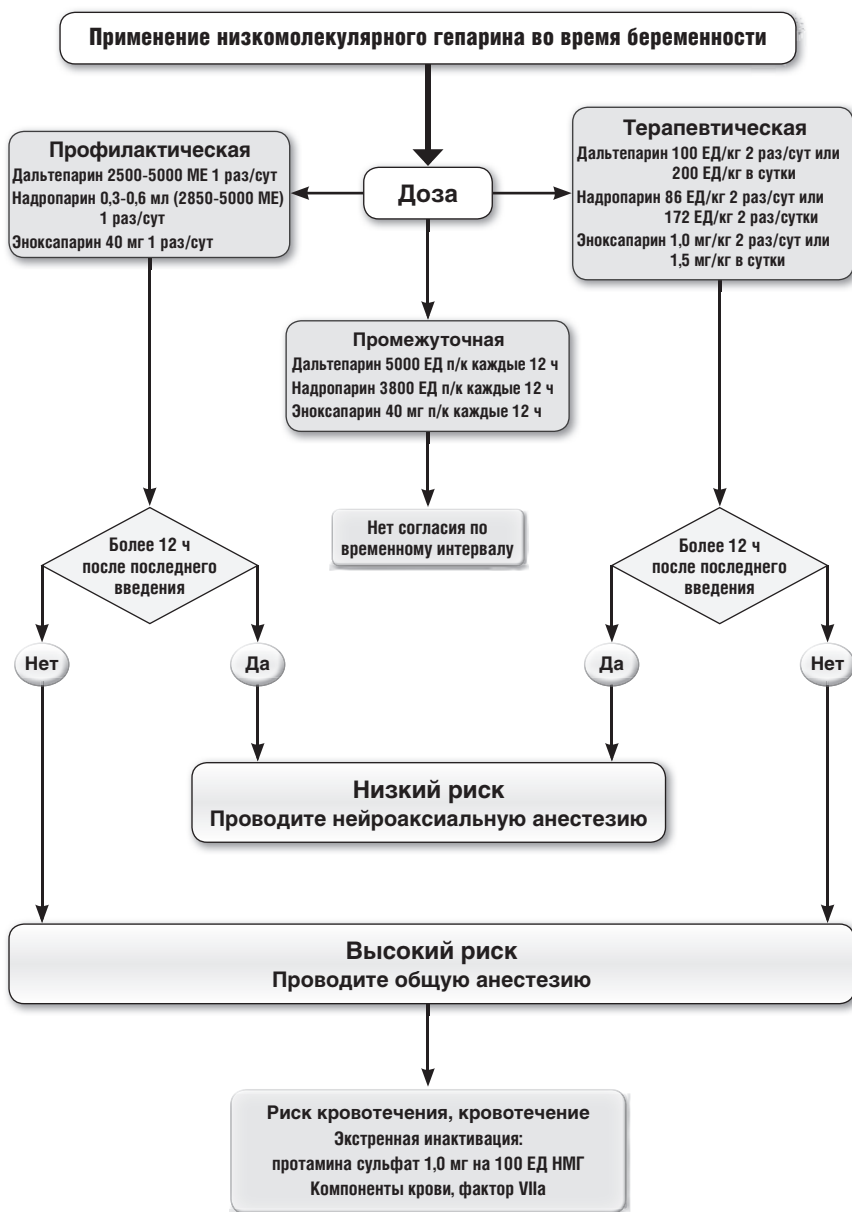 Применение низкомолекулярного гепарина во время беременности
Профилактическая
Дальтепарин 2500-5000 МЕ 1 раз/сут
Надропарин 0,3-0,6 мл (2850-5000 МЕ)
1 раз/сут
Эноксапарин 40 мг 1 раз/сут
Доза
Терапевтическая
Дальтепарин 100 ЕД/кг 2 раз/сут или
200 ЕД/кг в сутки
Надропарин 86 ЕД/кг 2 раз/сут или
172 ЕД/кг 2 раз/сутки
Эноксапарин 1,0 мг/кг 2 раз/сут или
1,5 мг/кг в сутки
Промежуточная
Дальтепарин 5000 ЕД п/к каждые 12 ч
Надропарин 3800 ЕД п/к каждые 12 ч
Эноксапарин 40 мг п/к каждые 12 ч
Более 12 ч
после последнего
введения
Нет согласия по
временному интервалу
Более 12 ч
после последнего
введения
Нет
Да
Да
Нет
Низкий риск
Проводите нейроаксиальную анестезию
Высокий риск
Проводите общую анестезию
Риск кровотечения, кровотечение
Экстренная инактивация:
протамина сульфат 1,0 мг на 100 ЕД НМГ
Компоненты крови, фактор VIIa